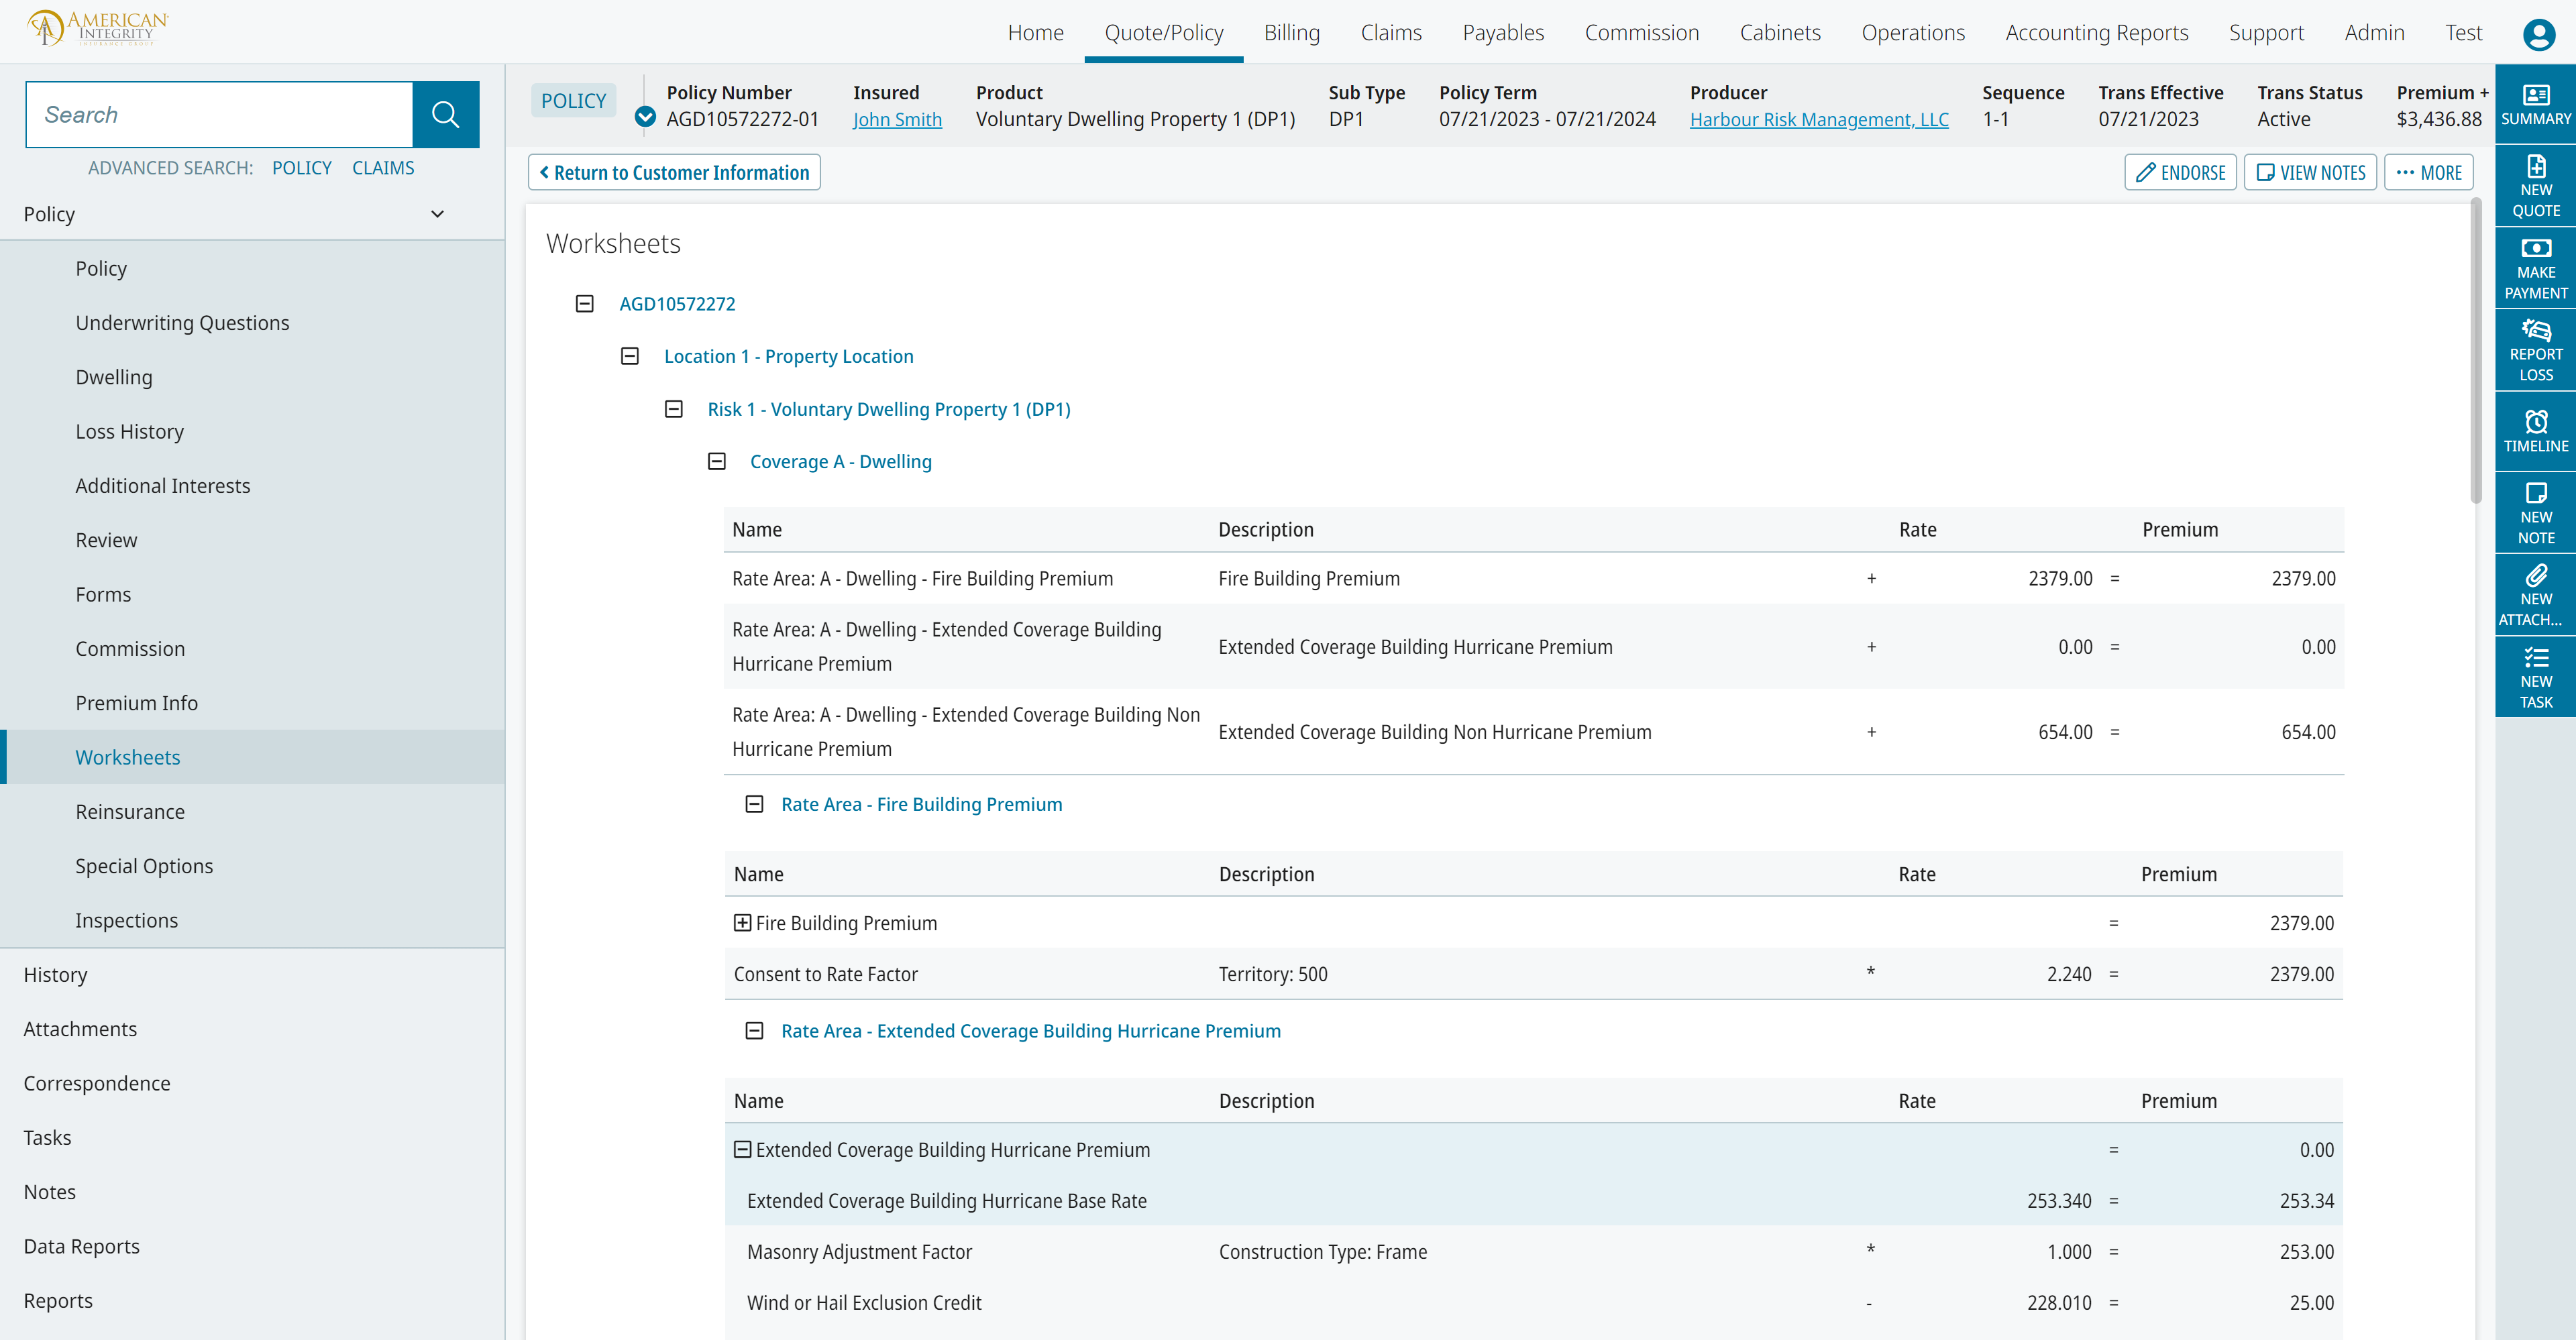 AMERICAN
INTEGRITY
INSURANCE GROUP
Home Quote/Policy Billing Claims Payables Commission Cabinets Operations Accounting Reports Support Admin Test
Search
ADVANCED SEARCH: POLICY CLAIMS
Policy
Policy
Underwriting Questions
Dwelling
Loss History
Additional Interests
Review
Forms
Commission
Premium Info
Worksheets
Reinsurance
Special Options
Inspections
History
Attachments
Correspondence
Tasks
Notes
Data Reports
Reports
POLICY
Policy Number Insured Product Sub Type Policy Term Producer Sequence Trans Effective Trans Status Premium +
AGD10572272-01 John Smith Voluntary Dwelling Property 1 (DP1) DP1 07/21/2023 - 07/21/2024 Harbour Risk Management, LLC 1-1 07/21/2023 Active $3,436.88
Return to Customer Information
ENDORSE VIEW NOTES ··· MORE
Worksheets
AGD10572272
Location 1 - Property Location
Risk 1 - Voluntary Dwelling Property 1 (DP1)
Coverage A - Dwelling
Name Description Rate Premium
Rate Area: A - Dwelling - Fire Building Premium Fire Building Premium + 2379.00 = 2379.00
Rate Area: A - Dwelling - Extended Coverage Building
Hurricane Premium Extended Coverage Building Hurricane Premium + 0.00 = 0.00
Rate Area: A - Dwelling - Extended Coverage Building Non
Hurricane Premium Extended Coverage Building Non Hurricane Premium + 654.00 = 654.00
Rate Area - Fire Building Premium
Name Description Rate Premium
Fire Building Premium = 2379.00
Consent to Rate Factor Territory: 500 * 2.240 = 2379.00
Rate Area - Extended Coverage Building Hurricane Premium
Name Description Rate Premium
Extended Coverage Building Hurricane Premium = 0.00
Extended Coverage Building Hurricane Base Rate 253.340 = 253.34
Masonry Adjustment Factor Construction Type: Frame * 1.000 = 253.00
Wind or Hail Exclusion Credit - 228.010 = 25.00
SUMMARY
NEW
QUOTE
MAKE
PAYMENT
REPORT
LOSS
TIMELINE
NEW
NOTE
NEW
ATTACH...
NEW
TASK